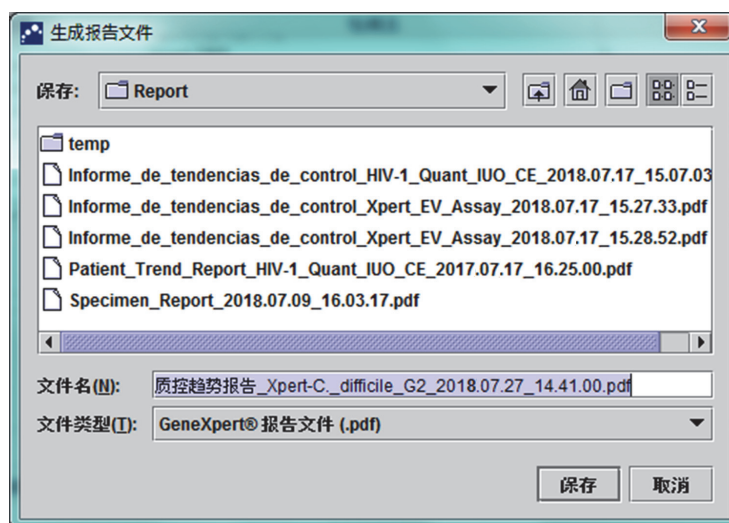 生成报告文件
保存:
Report
temp
Informe_de_tendencias_de_control_HIV-1_Quant_IUO_CE_2018.07.17_15.07.03
Informe_de_tendencias_de_control_Xpert_EV_Assay_2018.07.17_15.27.33.pdf
Informe_de_tendencias_de_control_Xpert_EV_Assay_2018.07.17_15.28.52.pdf
Patient_Trend_Report_HIV-1_Quant_IUO_CE_2017.07.17_16.25.00.pdf
Specimen_Report_2018.07.09_16.03.17.pdf
文件名(N): 质控趋势报告_Xpert-C._difficile_G2_2018.07.27_14.41.00.pdf
文件类型(T): GeneXpert® 报告文件 (.pdf)
保存 取消